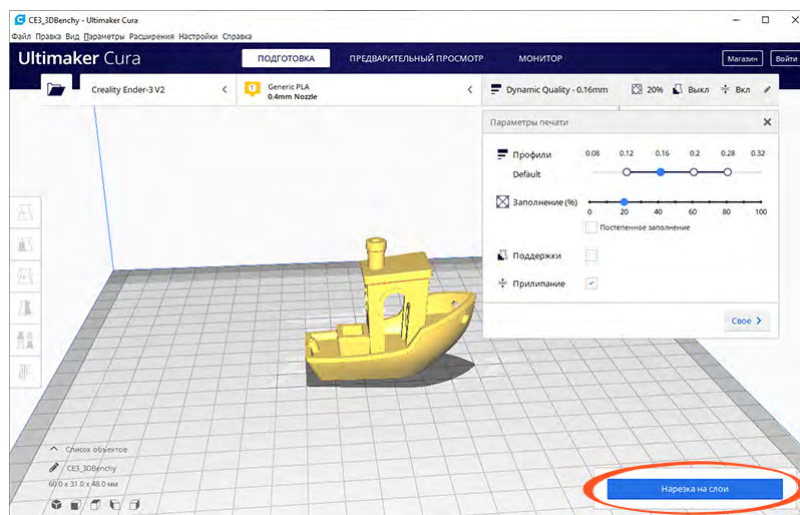 CE3_3DBenchy - Ultimaker Cura
Файл Правка Вид Параметры Расширения Настройки Справка
Ultimaker Cura
ПОДГОТОВКА
ПРЕДВАРИТЕЛЬНЫЙ ПРОСМОТР
МОНИТОР
Магазин
Войти
Creality Ender-3 V2
Generic PLA
0.4mm Nozzle
Dynamic Quality - 0.16mm
20%
Выкл
Вкл
Параметры печати
Профили
0.08 0.12 0.16 0.2 0.28 0.32
Default
Заполнение (%)
0 20 40 60 80 100
Постепенное заполнение
Поддержки
Прилипание
Свое
Список объектов
CE3_3DBenchy
60.0 x 31.0 x 48.0 мм
Нарезка на слои